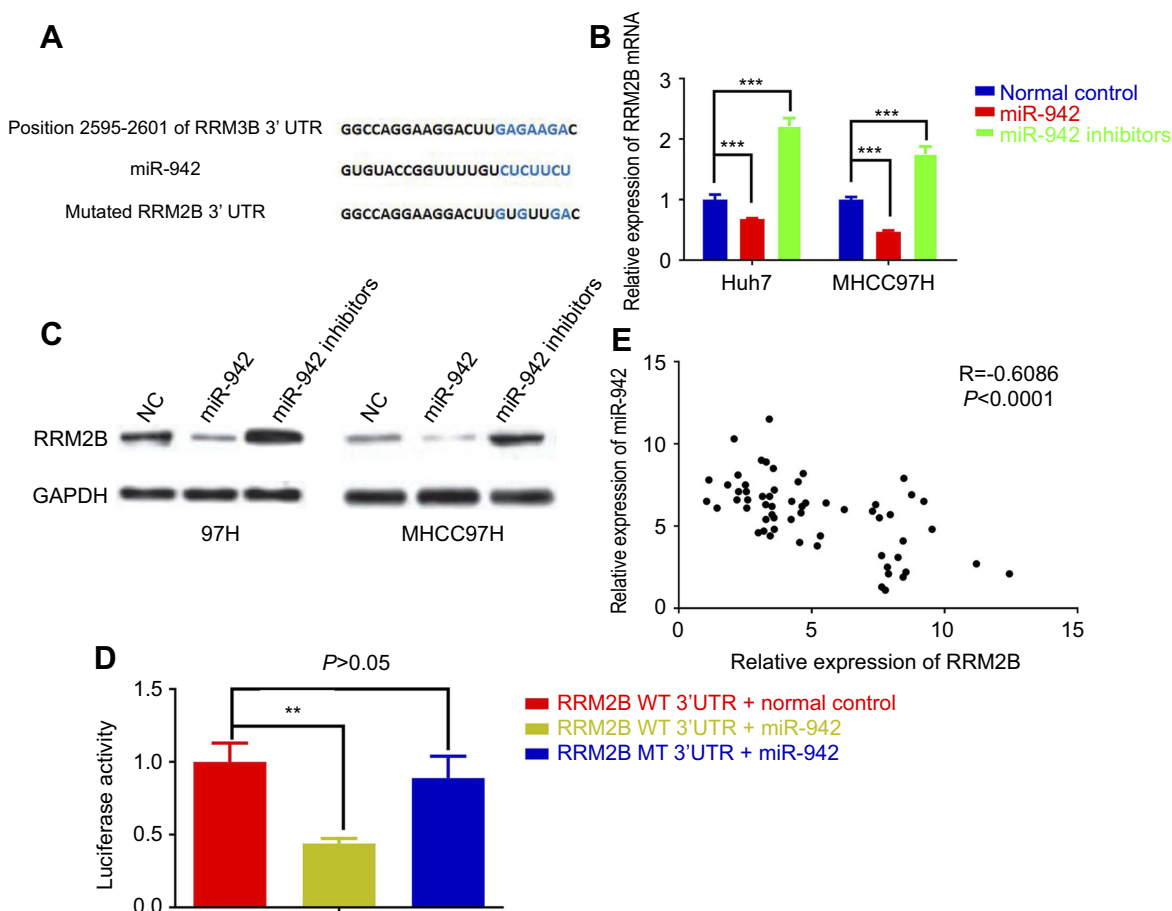 A
Position 2595-2601 of RRM3B 3' UTR GGCCAGGAAGGACUUGAGAAGAC
miR-942 GUGUACCGGUUUUGUCUCUUCU
Mutated RRM2B 3' UTR GGCCAGGAAGGACUUGUGUUGAC
B
Relative expression of RRM2B mRNA
3
2
1
0
***
***
***
***
Huh7
MHCC97H
Normal control
miR-942
miR-942 inhibitors
C
NC
miR-942
miR-942 inhibitors
NC
miR-942
miR-942 inhibitors
RRM2B
GAPDH
97H
MHCC97H
E
Relative expression of miR-942
15
10
5
0
R=-0.6086
P<0.0001
0
5
10
15
Relative expression of RRM2B
D
P>0.05
**
Luciferase activity
1.5
1.0
0.5
0.0
RRM2B WT 3'UTR + normal control
RRM2B WT 3'UTR + miR-942
RRM2B MT 3'UTR + miR-942